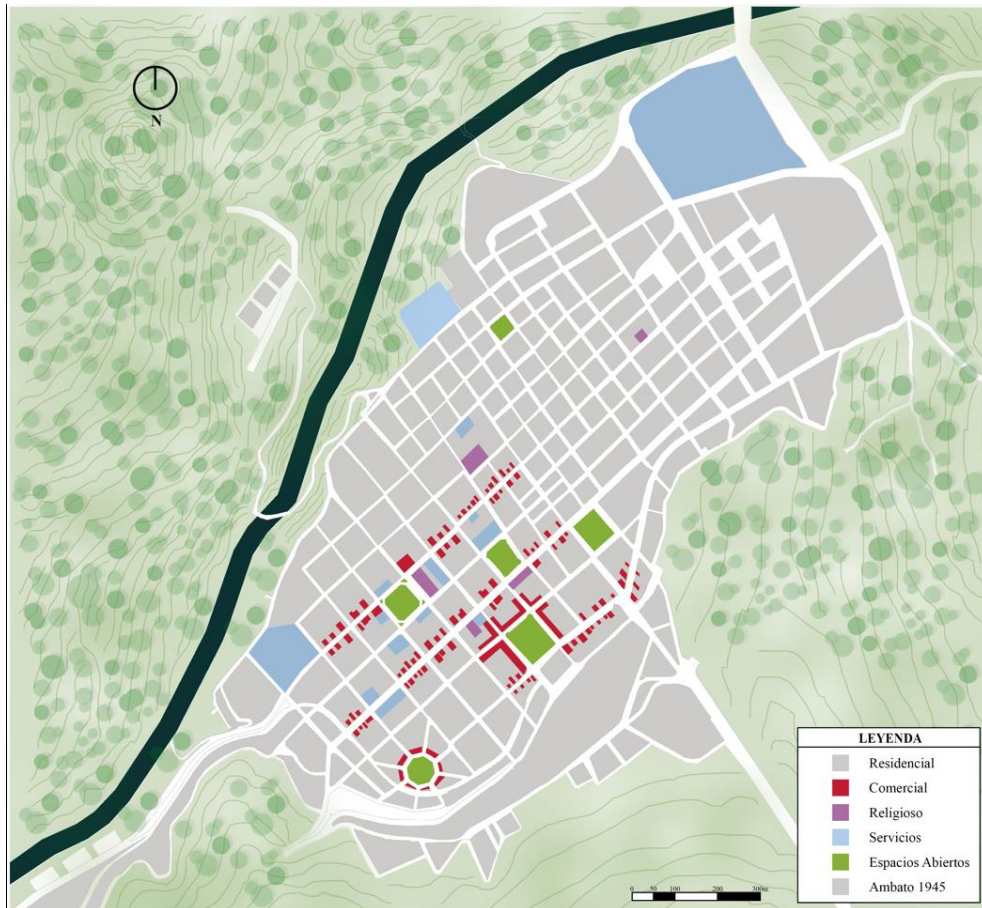 N
LEYENDA
Residencial
Comercial
Religioso
Servicios
Espacios Abiertos
Ambato 1945
0 50 100 200 300m